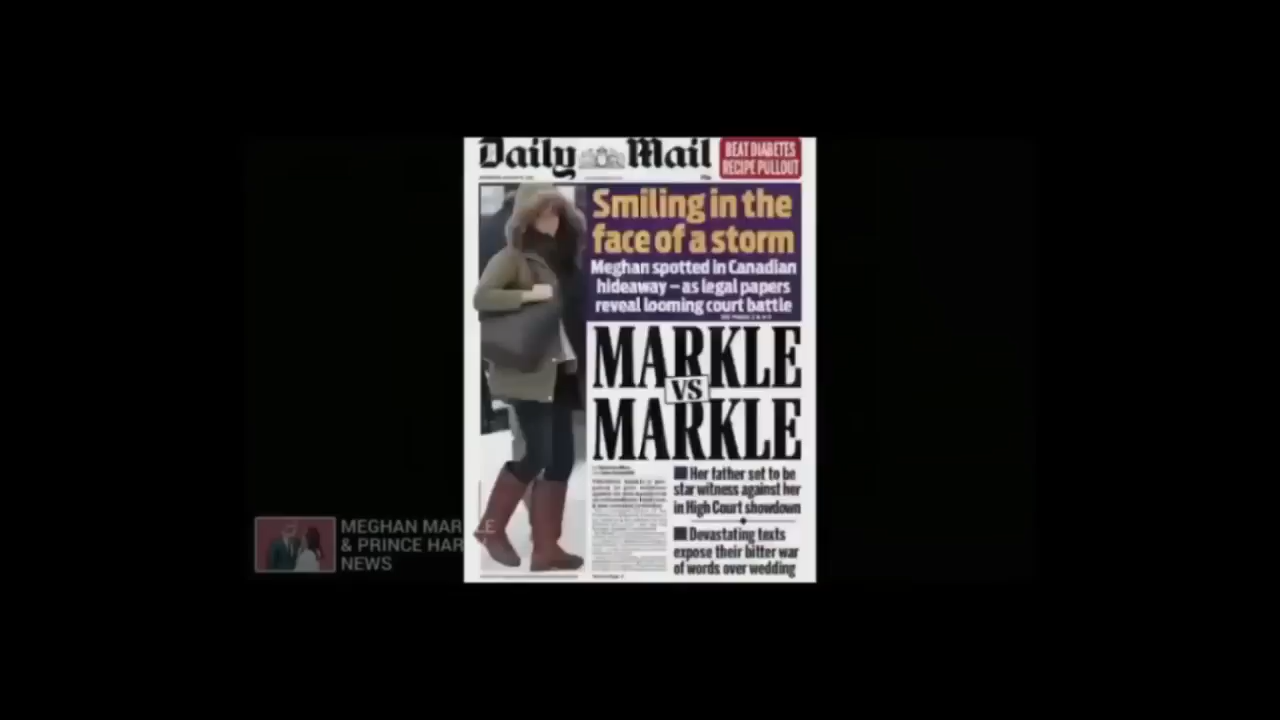 Daily Mail
BEAT DIABETES
RECIPE PULLOUT
Smiling in the
face of a storm
Meghan spotted in Canadian
hideaway – as legal papers
reveal looming court battle
MARKLE
VS
MARKLE
Her father set to be
star witness against her
in High Court showdown
Devastating texts
expose their bitter war
of words over wedding
MEGHAN MARKLE
& PRINCE HAR
NEWS